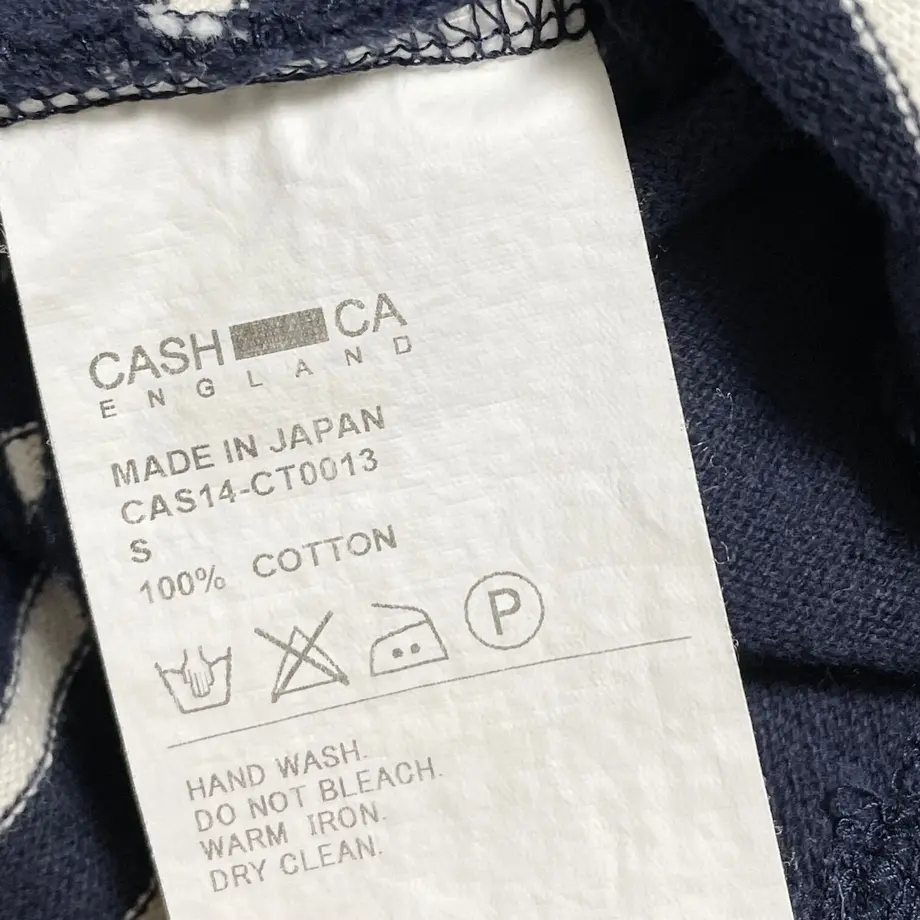 CASH CA
ENGLAND
MADE IN JAPAN
CAS14-CT0013
S
100% COTTON
P
HAND WASH.
DO NOT BLEACH.
WARM IRON.
DRY CLEAN.